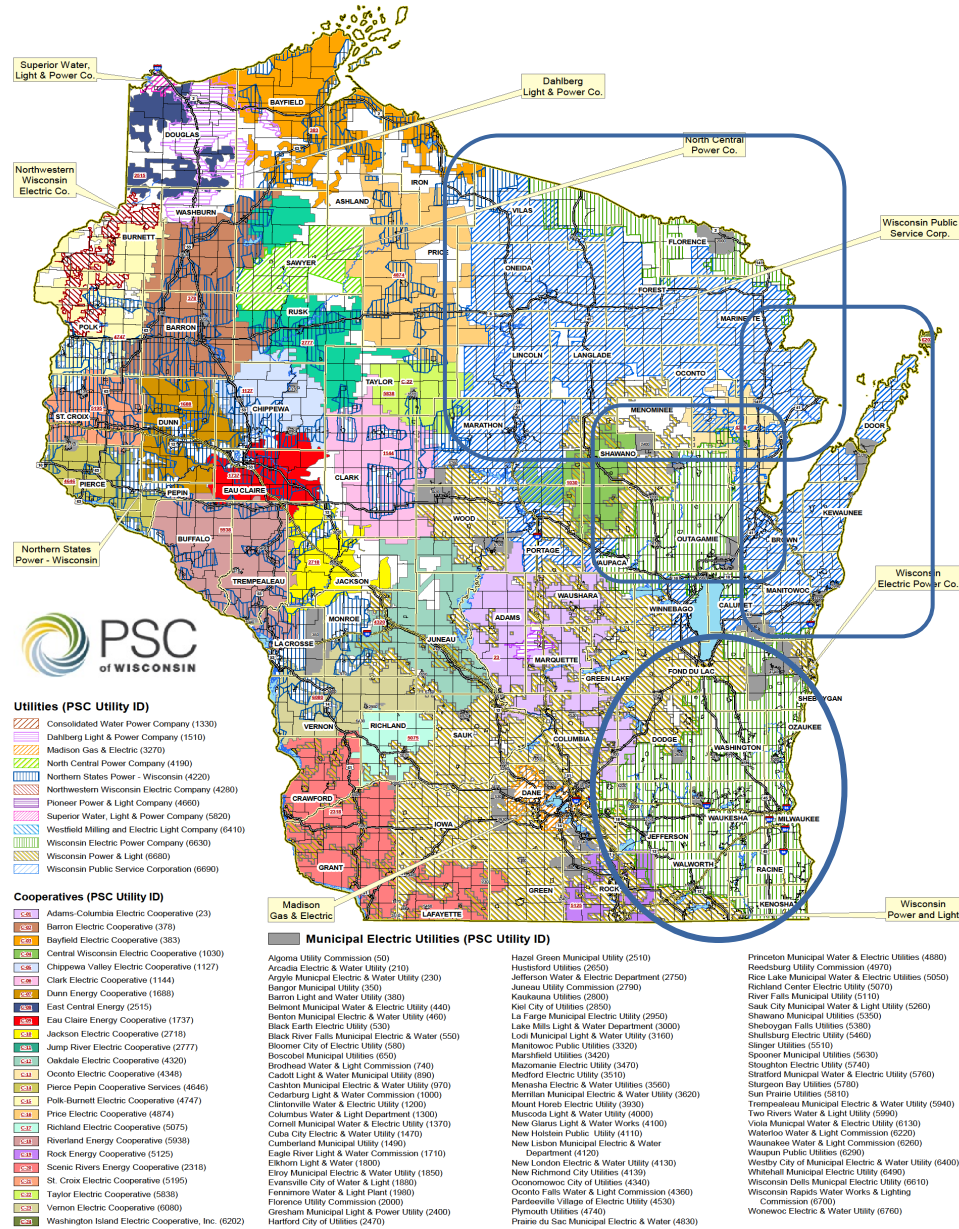 Superior Water,
Light & Power Co.
Dahlberg
Light & Power Co.
North Central
Power Co.
Northwestern
Wisconsin
Electric Co.
Wisconsin Public
Service Corp.
Northern States
Power - Wisconsin
Wisconsin
Electric Power Co.
Madison
Gas & Electric
Wisconsin
Power and Light
BAYFIELD
DOUGLAS
IRON
ASHLAND
VILAS
WASHBURN
BURNETT
FLORENCE
PRICE
SAWYER
ONEIDA
FOREST
RUSK
POLK
BARRON
MARINETTE
LINCOLN
LANGLADE
TAYLOR
OCONTO
CHIPPEWA
ST. CROIX
DUNN
MENOMINEE
MARATHON
DOOR
SHAWANO
CLARK
PIERCE
PEPIN
EAU CLAIRE
KEWAUNEE
WOOD
BUFFALO
OUTAGAMIE
BROWN
PORTAGE
AUPACA
TREMPEALEAU
JACKSON
WAUSHARA
MANITOWOC
WINNEBAGO
CALUMET
MONROE
ADAMS
JUNEAU
LA CROSSE
MARQUETTE
GREEN LAKE
FOND DU LAC
SHEBOYGAN
VERNON
RICHLAND
SAUK
COLUMBIA
DODGE
OZAUKEE
WASHINGTON
CRAWFORD
DANE
IOWA
WAUKESHA
MILWAUKEE
JEFFERSON
GRANT
WALWORTH
RACINE
GREEN
ROCK
KENOSHA
LAFAYETTE
PSC
of WISCONSIN
Utilities (PSC Utility ID)
Consolidated Water Power Company (1330)
Dahlberg Light & Power Company (1510)
Madison Gas & Electric (3270)
North Central Power Company (4190)
Northern States Power - Wisconsin (4220)
Northwestern Wisconsin Electric Company (4280)
Pioneer Power & Light Company (4660)
Superior Water, Light, & Power Company (5820)
Westfield Milling and Electric Light Company (6410)
Wisconsin Electric Power Company (6630)
Wisconsin Power & Light (6680)
Wisconsin Public Service Corporation (6690)
Cooperatives (PSC Utility ID)
Adams-Columbia Electric Cooperative (23)
Barron Electric Cooperative (378)
Bayfield Electric Cooperative (383)
Central Wisconsin Electric Cooperative (1030)
Chippewa Valley Electric Cooperative (1127)
Clark Electric Cooperative (1144)
Dunn Energy Cooperative (1688)
East Central Energy (2515)
Eau Claire Energy Cooperative (1737)
Jackson Electric Cooperative (2718)
Jump River Electric Cooperative (2777)
Oakdale Electric Cooperative (4320)
Oconto Electric Cooperative (4348)
Pierce Pepin Cooperative Services (4646)
Polk-Burnett Electric Cooperative (4747)
Price Electric Cooperative (4874)
Richland Electric Cooperative (5075)
Riverland Energy Cooperative (5938)
Rock Energy Cooperative (5125)
Scenic Rivers Energy Cooperative (2318)
St. Croix Electric Cooperative (5195)
Taylor Electric Cooperative (5838)
Vernon Electric Cooperative (6080)
Washington Island Electric Cooperative, Inc. (6202)
Municipal Electric Utilities (PSC Utility ID)
Algoma Utility Commission (50)
Arcadia Electric & Water Utility (210)
Argyle Municipal Electric & Water Utility (230)
Bangor Municipal Utility (350)
Barron Light and Water Utility (380)
Belmont Municipal Water & Electric Utility (440)
Benton Municipal Electric & Water Utility (460)
Black Earth Electric Utility (530)
Black River Falls Municipal Electric & Water (550)
Bloomer City of Electric Utility (580)
Boscobel Municipal Utilities (650)
Brodhead Water & Light Commission (740)
Cadott Light & Water Municipal Utility (890)
Cashton Municipal Electric & Water Utility (970)
Cedarburg Light & Water Commission (1000)
Clintonville Water & Electric Utility (1200)
Columbus Water & Light Department (1300)
Cornell Municipal Water & Electric Utility (1370)
Cuba City Electric & Water Utility (1470)
Cumberland Municipal Utility (1490)
Eagle River Light & Water Commission (1710)
Elkhorn Light & Water (1800)
Elroy Municipal Electric & Water Utility (1850)
Evansville City of Water & Light (1880)
Fennimore Water & Light Plant (1980)
Florence Utility Commission (2000)
Gresham Municipal Light & Power Utility (2400)
Hartford City of Utilities (2470)
Hazel Green Municipal Utility (2510)
Hustisford Utilities (2650)
Jefferson Water & Electric Department (2750)
Juneau Utility Commission (2790)
Kaukauna Utilities (2800)
Kiel City of Utilities (2850)
La Farge Municipal Electric Utility (2950)
Lake Mills Light & Water Department (3000)
Lodi Municipal Light & Water Utility (3160)
Manitowoc Public Utilities (3320)
Marshfield Utilities (3420)
Mazomanie Electric Utility (3470)
Medford Electric Utility (3510)
Menasha Electric & Water Utilities (3560)
Merrillan Municipal Electric & Water Utility (3620)
Mount Horeb Electric Utility (3930)
Muscoda Light & Water Utility (4000)
New Glarus Light & Water Works (4100)
New Holstein Public Utility (4110)
New Lisbon Municipal Electric & Water
Department (4120)
New London Electric & Water Utility (4130)
New Richmond City Utilities (4139)
Oconomowoc City of Utilities (4340)
Oconto Falls Water & Light Commission (4360)
Pardeeville Village of Electric Utility (4530)
Plymouth Utilities (4740)
Prairie du Sac Municipal Electric & Water (4830)
Princeton Municipal Water & Electric Utility (4880)
Reedsburg Utility Commission (4970)
Rice Lake Municipal Water & Electric Utilities (5050)
Richland Center Electric Utility (5070)
River Falls Municipal Utility (5110)
Sauk City Municipal Water & Light Utility (5260)
Shawano Municipal Utilities (5350)
Sheboygan Falls Utilities (5380)
Shullsburg Electric Utility (5460)
Slinger Utilities (5510)
Spooner Municipal Utilities (5630)
Stoughton Electric Utility (5740)
Stratford Municipal Water & Electric Utility (5760)
Sturgeon Bay Utilities (5780)
Sun Prairie Utilities (5810)
Trempealeau Municipal Electric & Water Utility (5940)
Two Rivers Water & Light Utility (5990)
Viola Municipal Water & Electric Utility (6130)
Waterloo Water & Light Commission (6220)
Waunakee Water & Light Commission (6260)
Waupun Public Utilities (6290)
Westby City of Municipal Electric & Water Utility (6400)
Whitehall Municipal Electric Utility (6490)
Wisconsin Dells Municipal Electric Utility (6610)
Wisconsin Rapids Water Works & Lighting
Commission (6700)
Wonewoc Electric & Water Utility (6760)